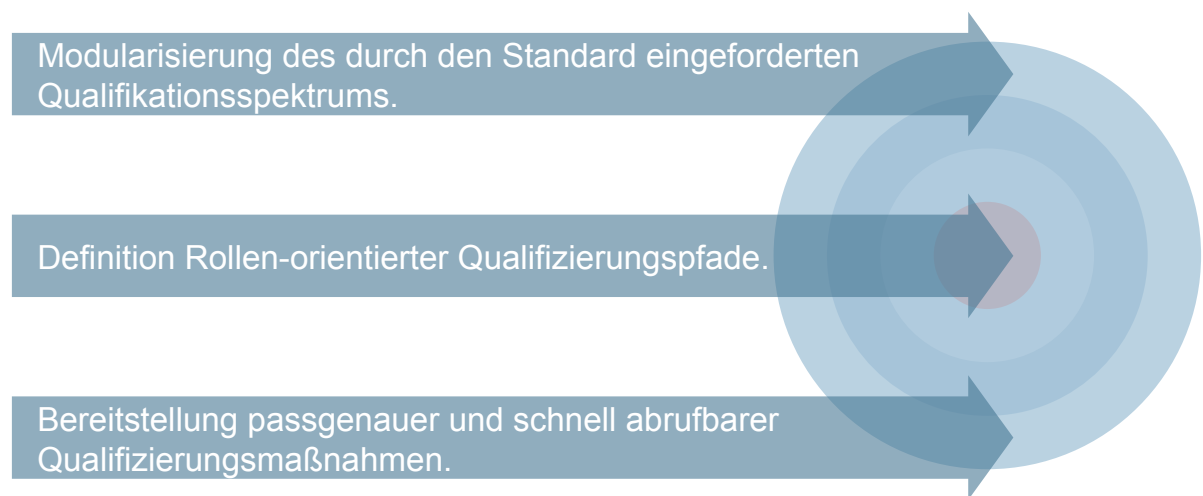 Modularisierung des durch den Standard eingeforderten
Qualifikationsspektrums.
Definition Rollen-orientierter Qualifizierungspfade.
Bereitstellung passgenauer und schnell abrufbarer
Qualifizierungsmaßnahmen.